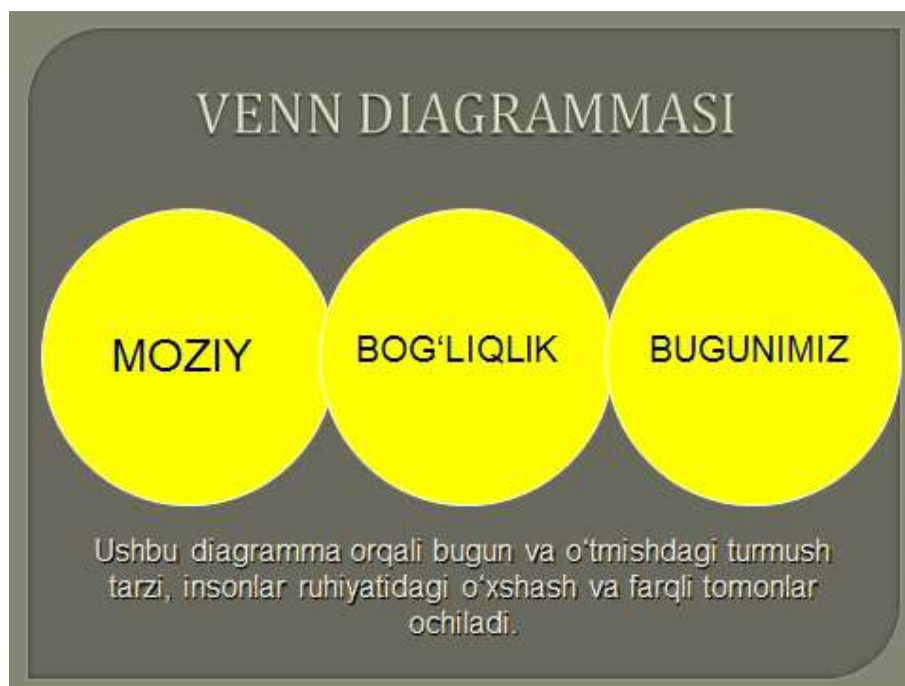 VENN DIAGRAMMASI
MOZIY
BOG‘LIQLIK
BUGUNIMIZ
Ushbu diagramma orqali bugun va o‘tmishdagi turmush
tarzi, insonlar ruhiyatidagi o‘xshash va farqli tomonlar
ochiladi.